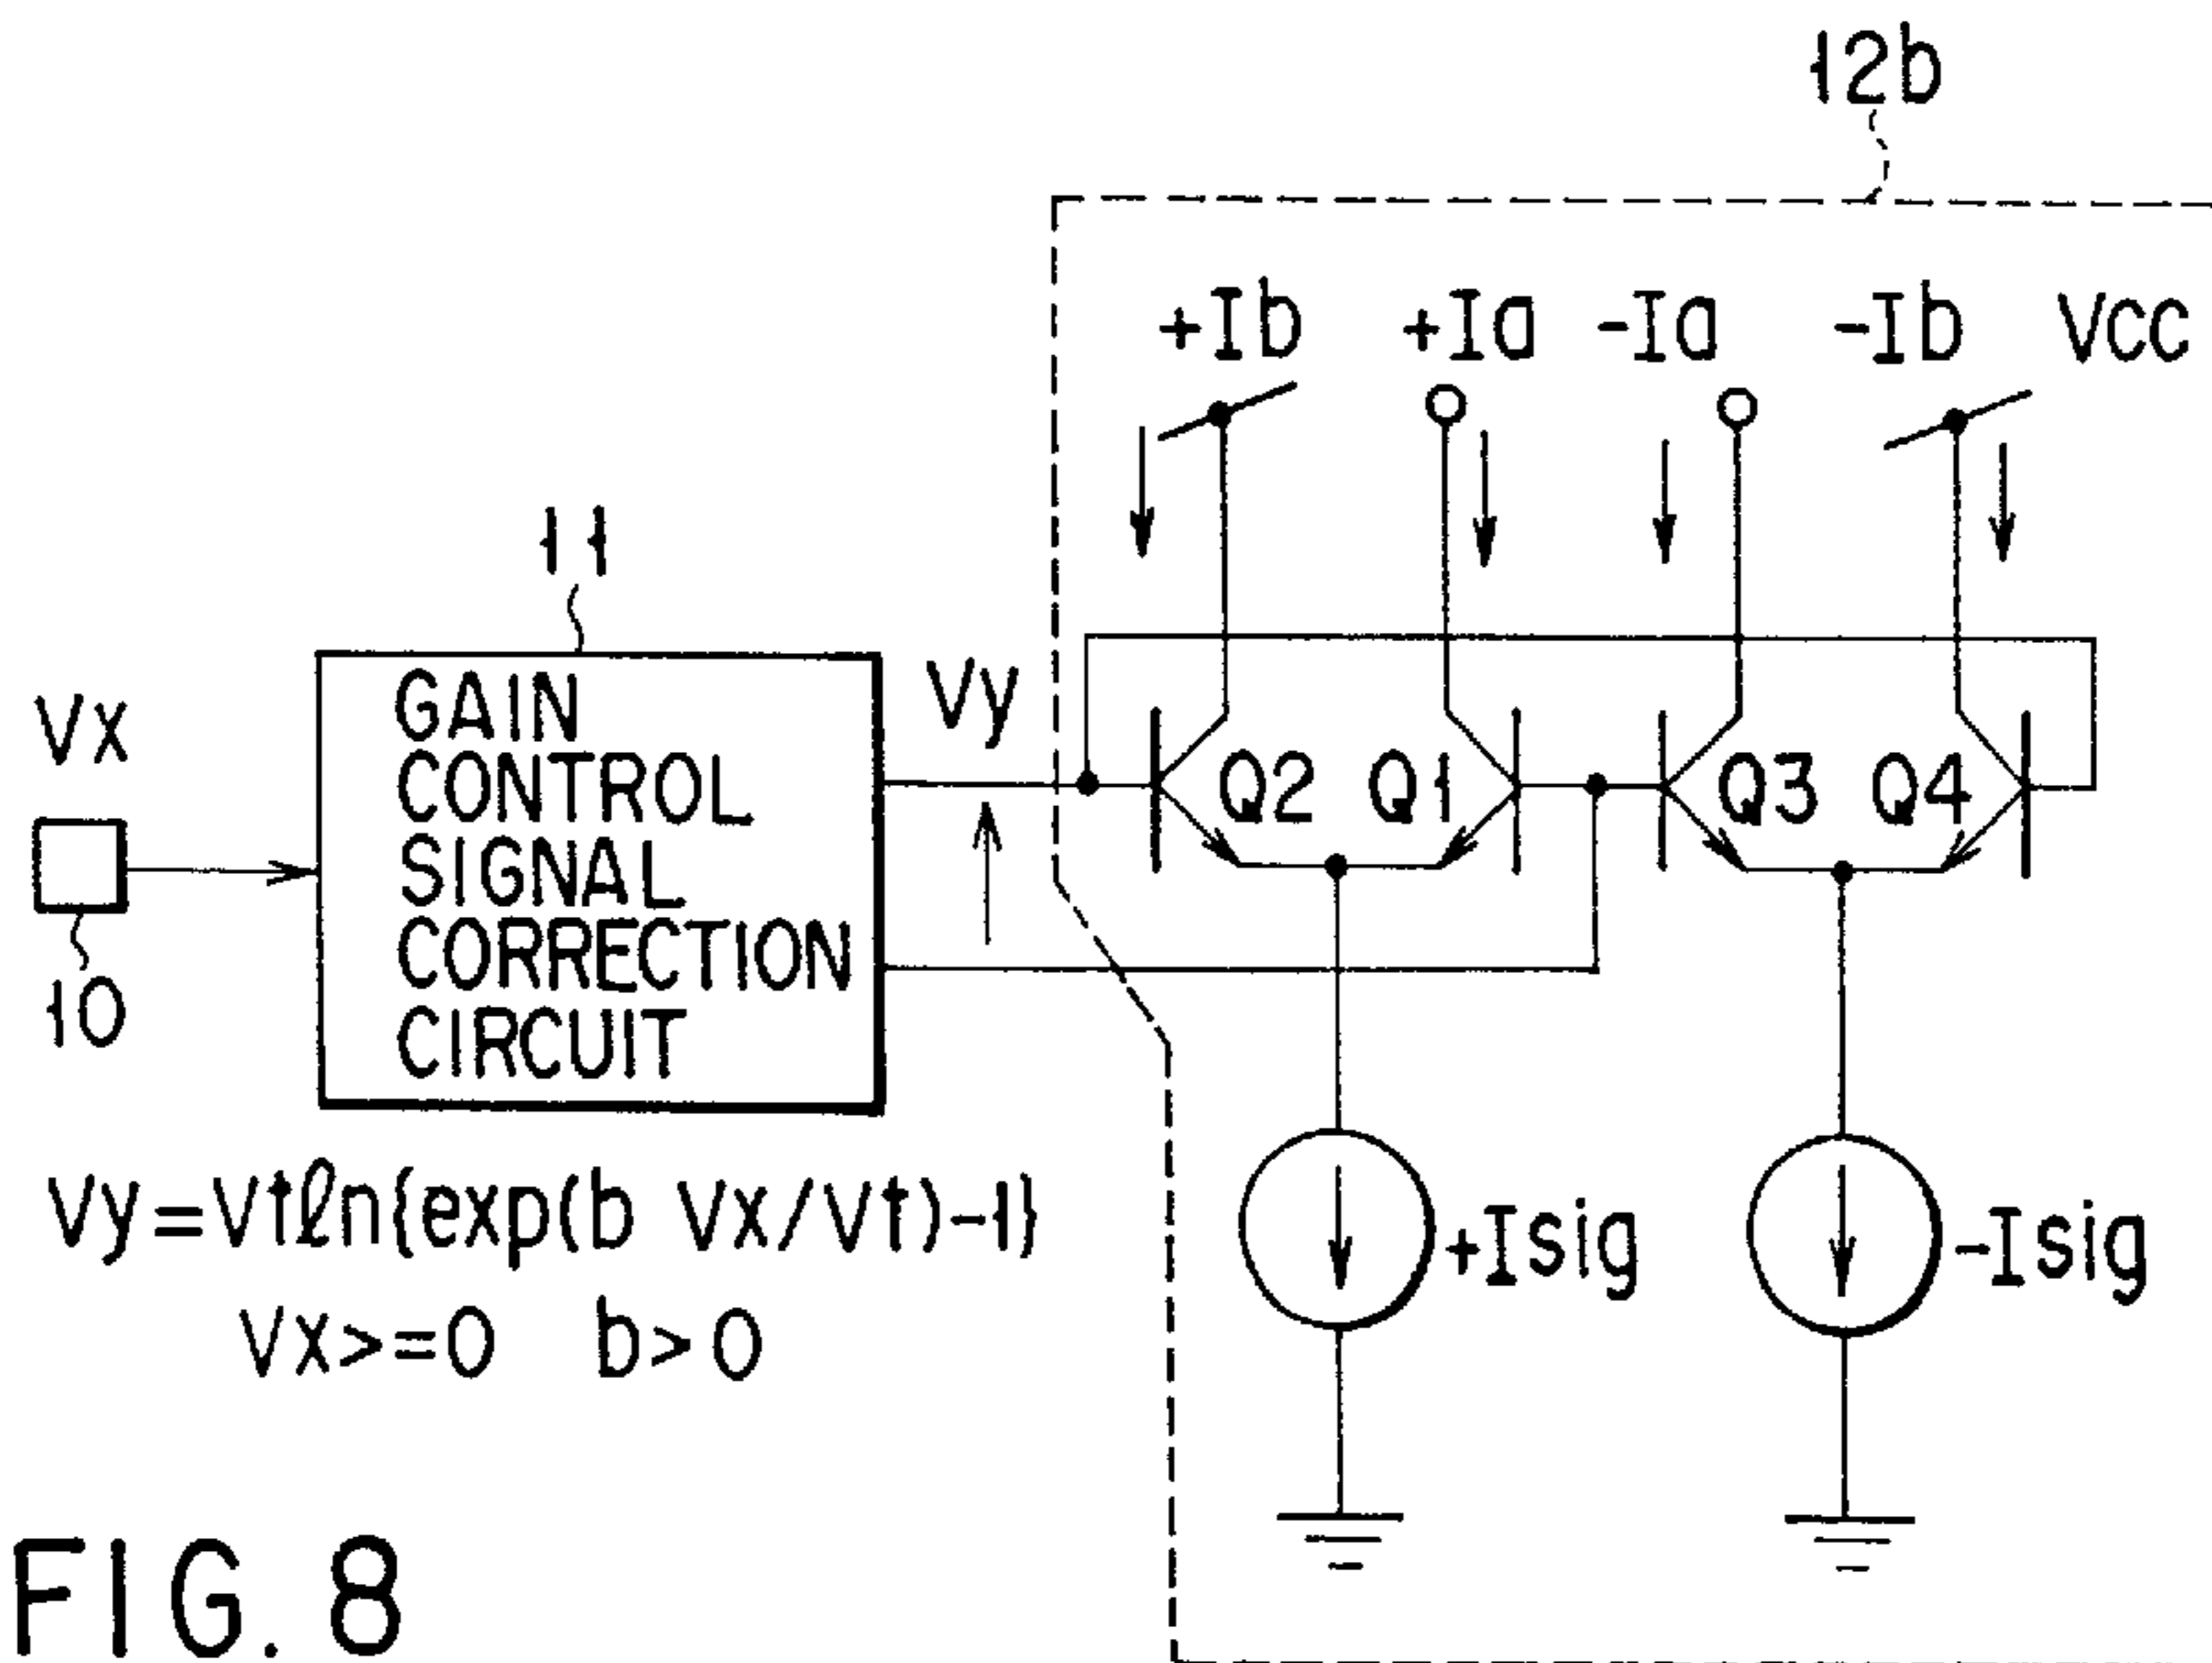 12b
+Ib +Ia -Ia -Ib VCC
11
Vx
GAIN
CONTROL
SIGNAL
CORRECTION
CIRCUIT
Vy
Q2 Q1 Q3 Q4
10
+Isig -Isig
Vy=Vtℓn{exp(b Vx/Vt)-1}
Vx>=0 b>0
FIG. 8